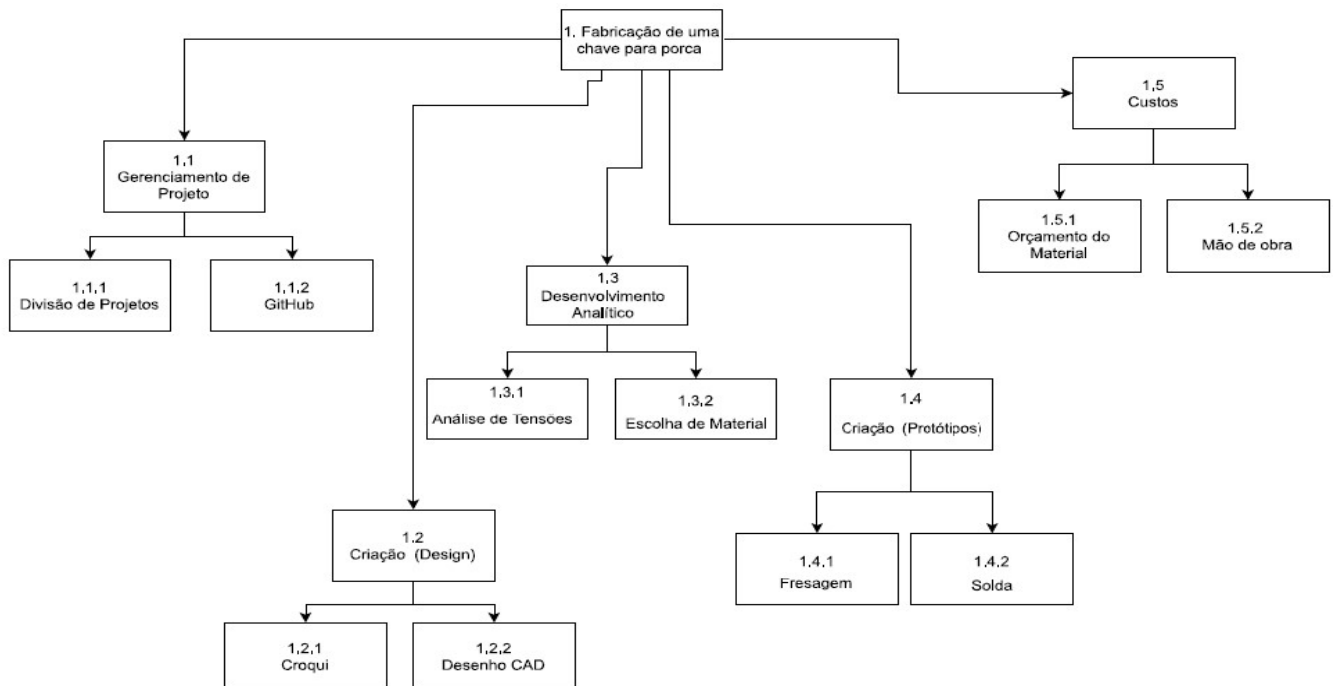 1. Fabricação de uma
chave para porca
1.1
Gerenciamento de
Projeto
1.1.1
Divisão de Projetos
1.1.2
GitHub
1.2
Criação (Design)
1.2.1
Croqui
1.2.2
Desenho CAD
1.3
Desenvolvimento
Analítico
1.3.1
Análise de Tensões
1.3.2
Escolha de Material
1.4
Criação (Protótipos)
1.4.1
Fresagem
1.4.2
Solda
1.5
Custos
1.5.1
Orçamento do
Material
1.5.2
Mão de obra